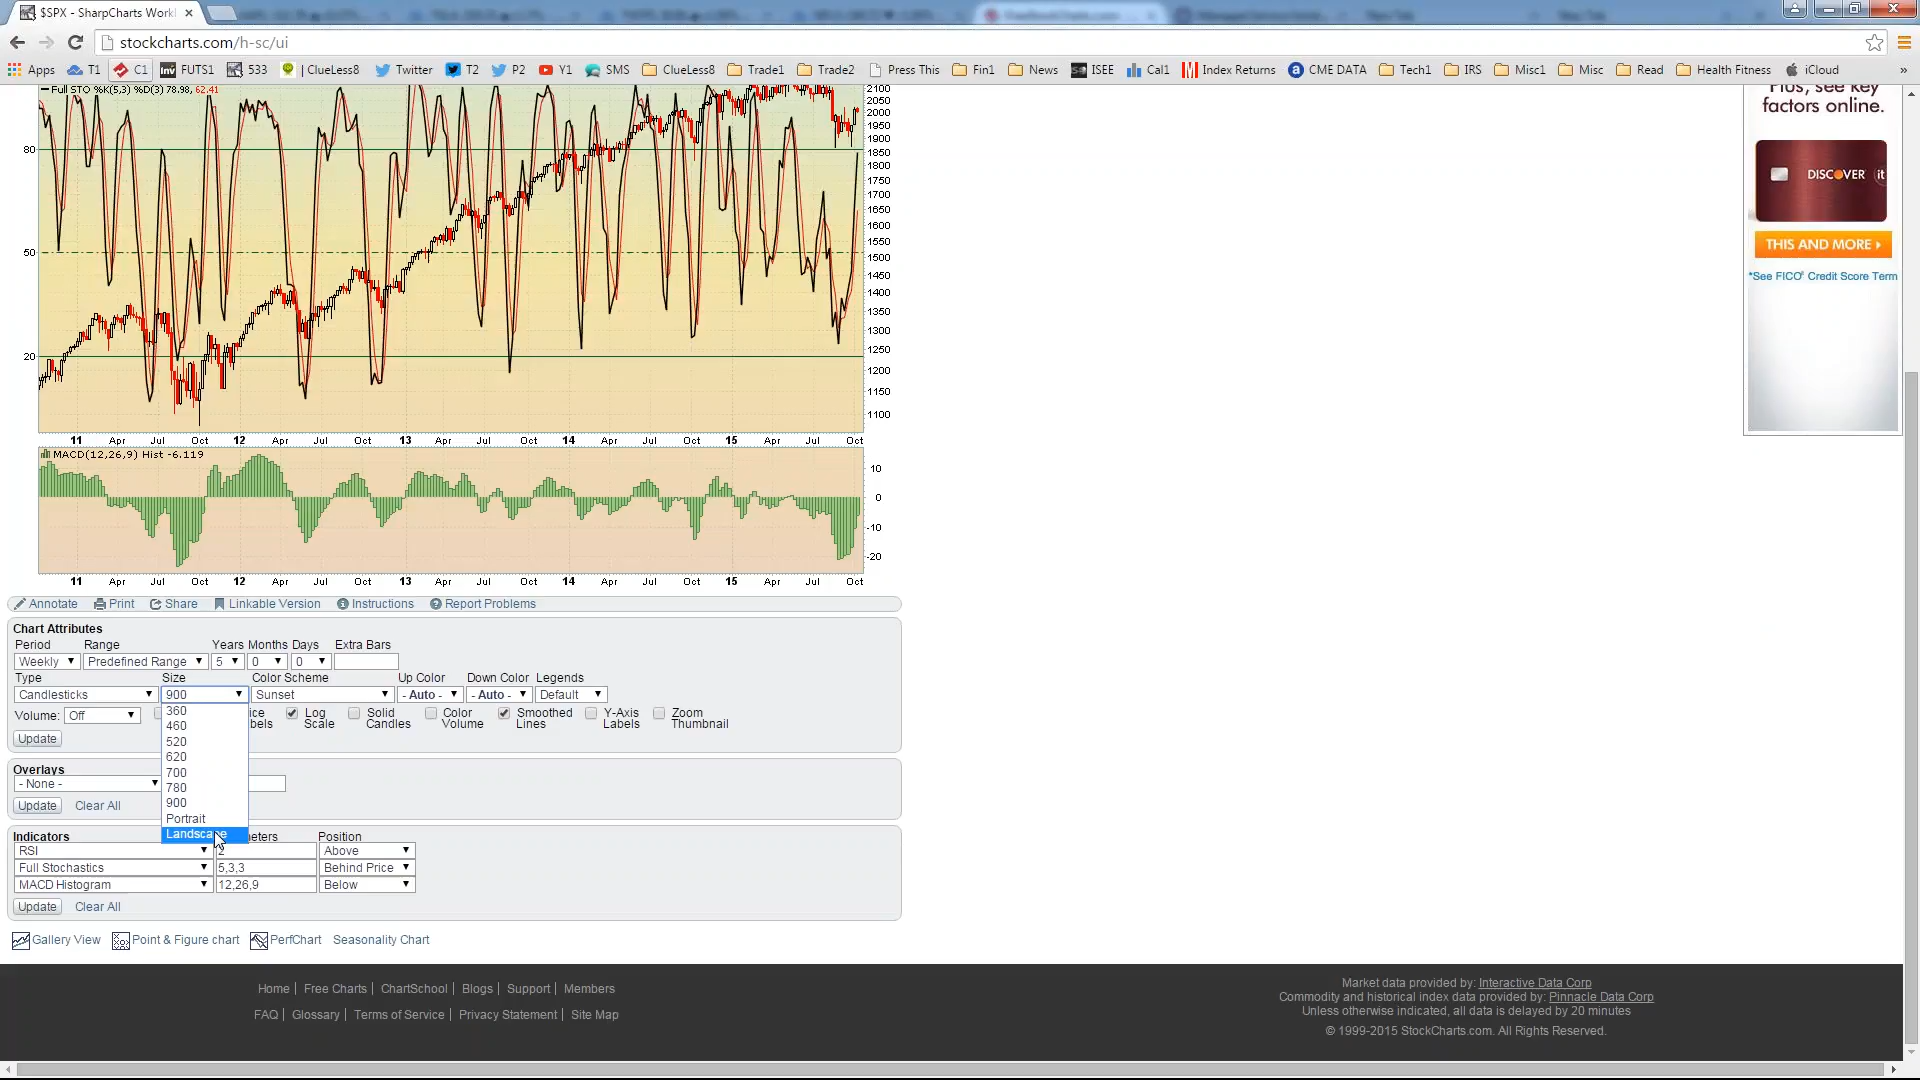 $SPX - SharpCharts Workl
stockcharts.com/h-sc/ui
Apps T1 C1 FUTS1 533 | ClueLess8 Twitter T2 P2 Y1 SMS ClueLess8 Trade1 Trade2 Press This Fin1 News ISEE Cal1 Index Returns CME DATA Tech1 IRS Misc1 Misc Read Health Fitness iCloud »
Full STO %K(5,3) %D(3) 78.98, 62.41
80
50
20
2100
2050
2000
1950
1900
1850
1800
1750
1700
1650
1600
1550
1500
1450
1400
1350
1300
1250
1200
1150
1100
11 Apr Jul Oct 12 Apr Jul Oct 13 Apr Jul Oct 14 Apr Jul Oct 15 Apr Jul Oct
MACD(12,26,9) Hist -6.119
10
0
-10
-20
11 Apr Jul Oct 12 Apr Jul Oct 13 Apr Jul Oct 14 Apr Jul Oct 15 Apr Jul Oct
Annotate Print Share Linkable Version Instructions Report Problems
Chart Attributes
Period Range Years Months Days Extra Bars
Weekly Predefined Range 5 0 0
Type Size Color Scheme Up Color Down Color Legends
Candlesticks 900 Sunset - Auto - - Auto - Default
Volume: Off
ice
bels
Log
Scale
Solid
Candles
Color
Volume
Smoothed
Lines
Y-Axis
Labels
Zoom
Thumbnail
360
460
520
620
700
780
900
Portrait
Landscape
Update
Overlays
- None -
Update Clear All
Indicators meters Position
RSI 2 Above
Full Stochastics 5,3,3 Behind Price
MACD Histogram 12,26,9 Below
Update Clear All
Gallery View Point & Figure chart PerfChart Seasonality Chart
Home | Free Charts | ChartSchool | Blogs | Support | Members
FAQ | Glossary | Terms of Service | Privacy Statement | Site Map
Market data provided by: Interactive Data Corp
Commodity and historical index data provided by: Pinnacle Data Corp
Unless otherwise indicated, all data is delayed by 20 minutes
© 1999-2015 StockCharts.com. All Rights Reserved.
Plus, see key
factors online.
DISCOVER it
THIS AND MORE
*See FICO® Credit Score Term